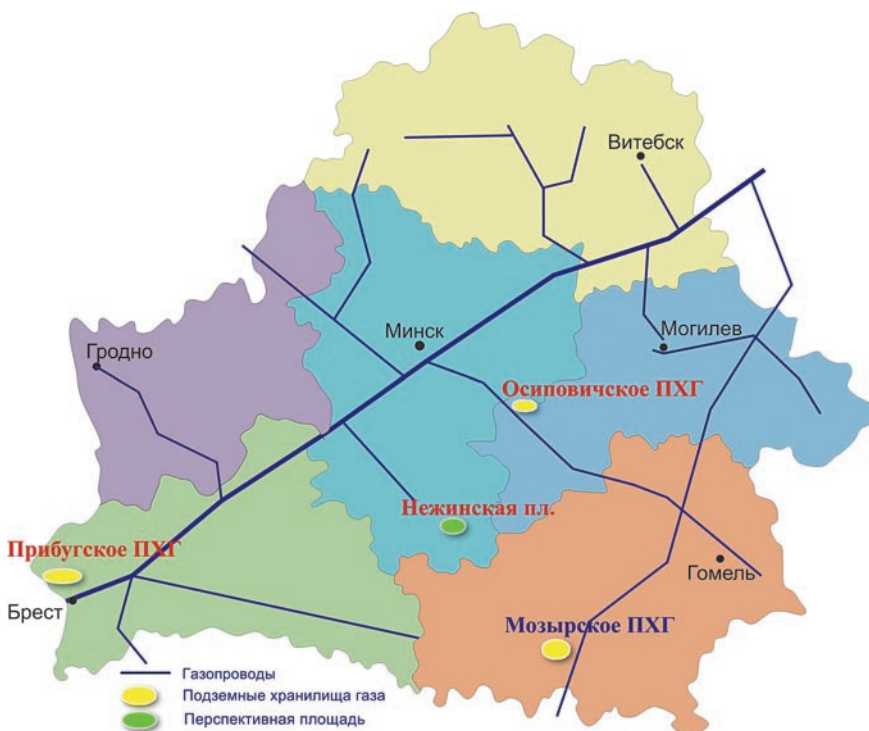 Витебск
Минск
Могилев
Гродно
Осиповичское ПХГ
Нежинская пл.
Прибугское ПХГ
Гомель
Брест
Мозырское ПХГ
Газопроводы
Подземные хранилища газа
Перспективная площадь